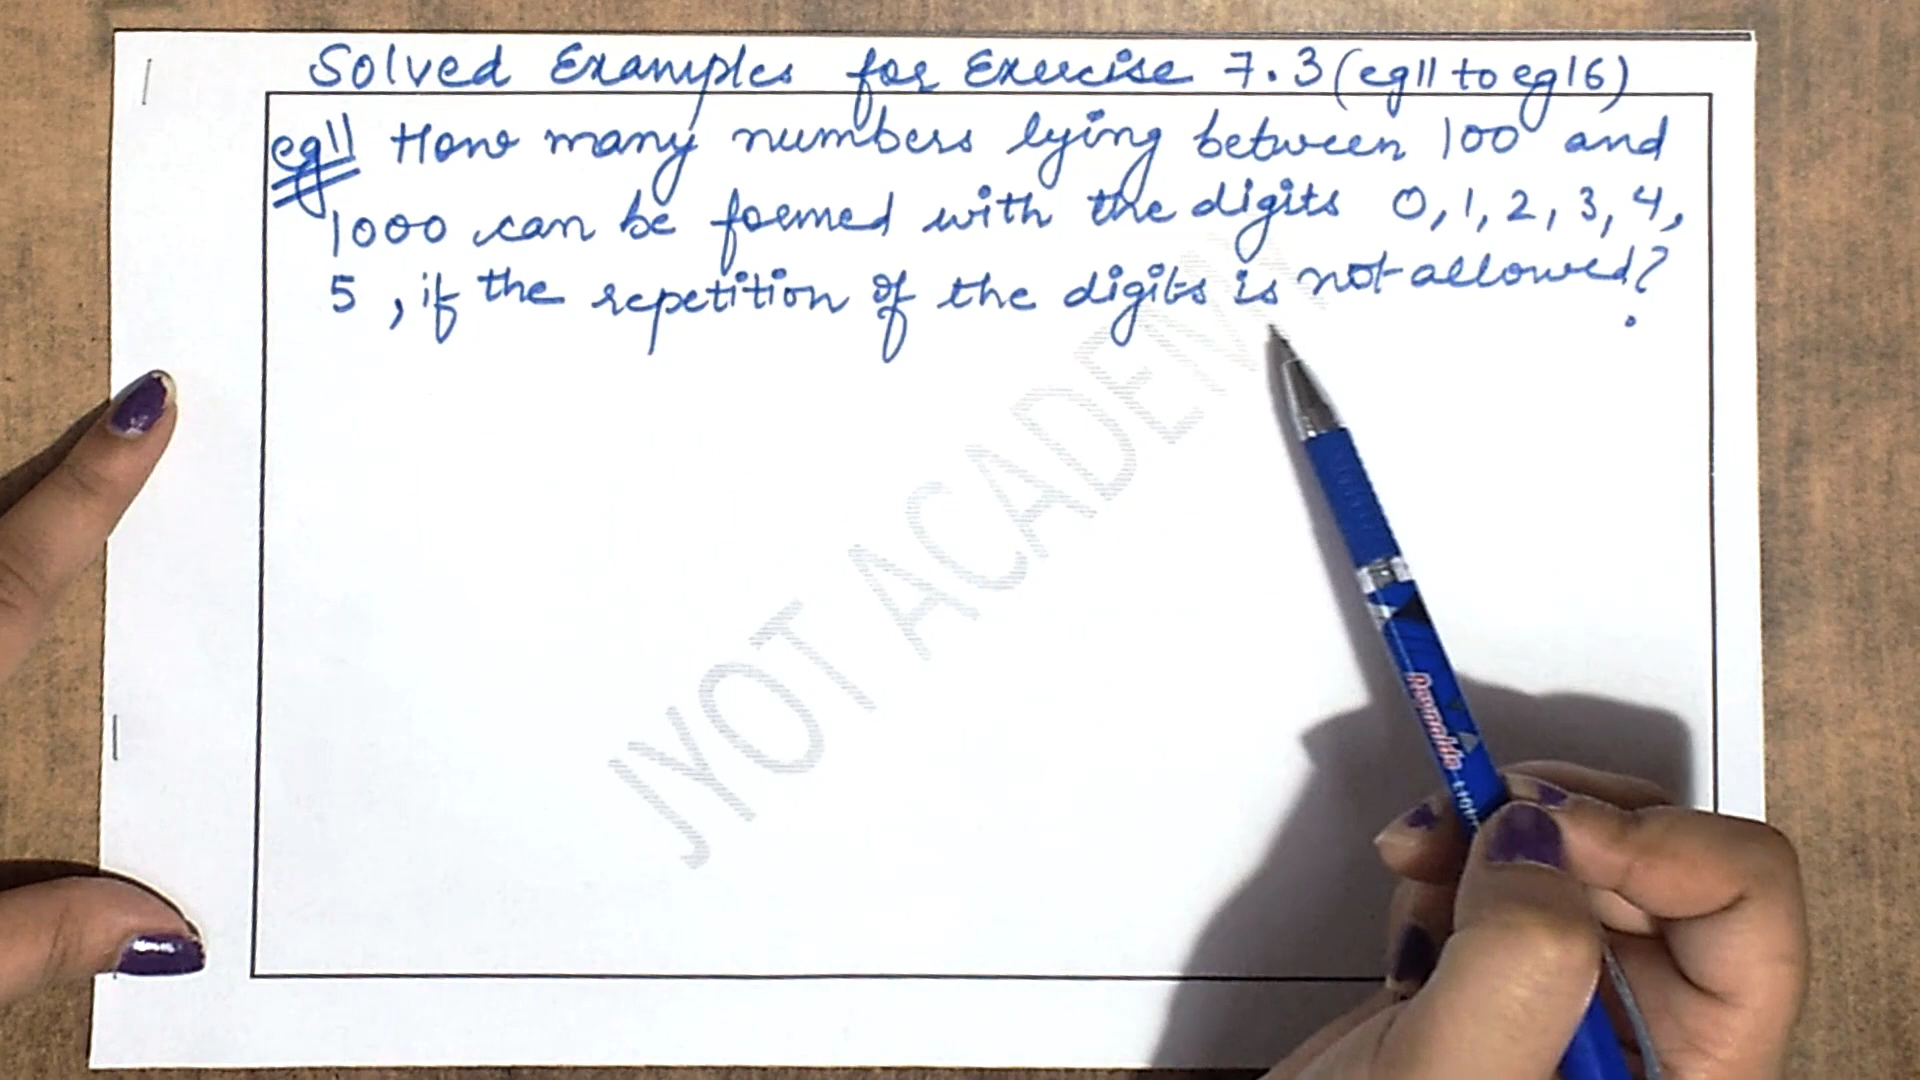 Solved Examples for Exercise 7.3 (eg11 to eg16)
eg11 How many numbers lying between 100 and
1000 can be formed with the digits 0, 1, 2, 3, 4,
5, if the repetition of the digits is not allowed?
JYOT ACADEMY